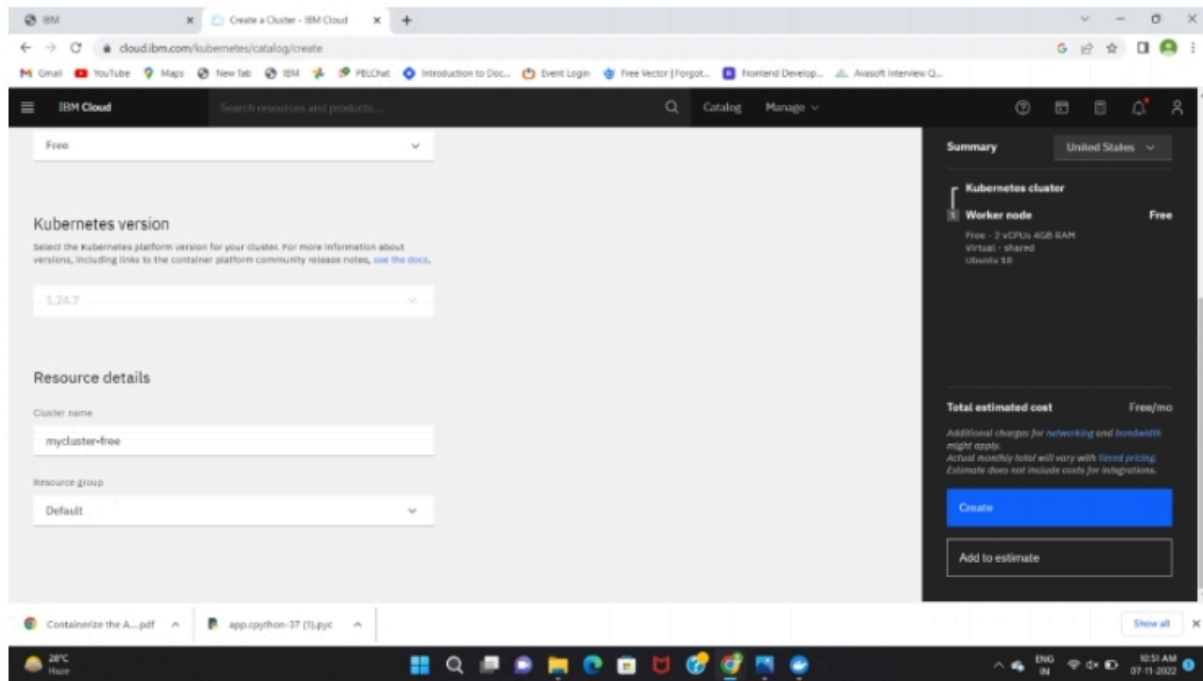 IBM
Create a Cluster - IBM Cloud
cloud.ibm.com/kubernetes/catalog/create
Gmail YouTube Maps New Tab IBM PELChat Introduction to Doc... Event Login Free Vector | Forgot... Frontend Develop... Avasoft Interview Q...
IBM Cloud
Search resources and products...
Catalog Manage
Free
Kubernetes version
Select the Kubernetes platform version for your cluster. For more information about
versions, including links to the container platform community release notes, see the docs.
1.24.7
Resource details
Cluster name
mycluster-free
Resource group
Default
Summary
United States
Kubernetes cluster
1 Worker node Free
Free - 2 vCPUs 4GB RAM
Virtual - shared
Ubuntu 18
Total estimated cost Free/mo
Additional charges for networking and bandwidth
might apply.
Actual monthly total will vary with tiered pricing.
Estimate does not include costs for integrations.
Create
Add to estimate
Containerize the A....pdf
app.cpython-37 (1).pyc
Show all
28°C
Haze
ENG
IN
10:51 AM
07-11-2022